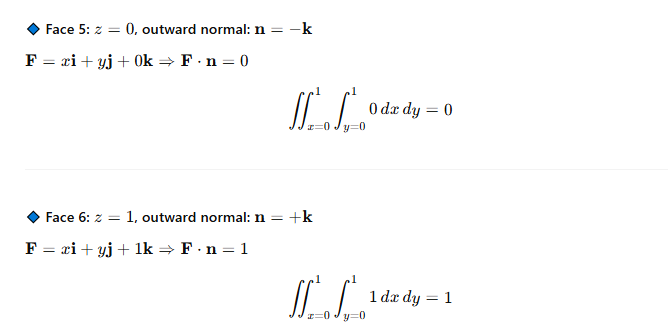 Face 5: z = 0, outward normal: n = −k
F = xi + yj + 0k ⇒ F · n = 0
∬_{x=0}^{1} ∫_{y=0}^{1} 0 dx dy = 0
Face 6: z = 1, outward normal: n = +k
F = xi + yj + 1k ⇒ F · n = 1
∬_{x=0}^{1} ∫_{y=0}^{1} 1 dx dy = 1